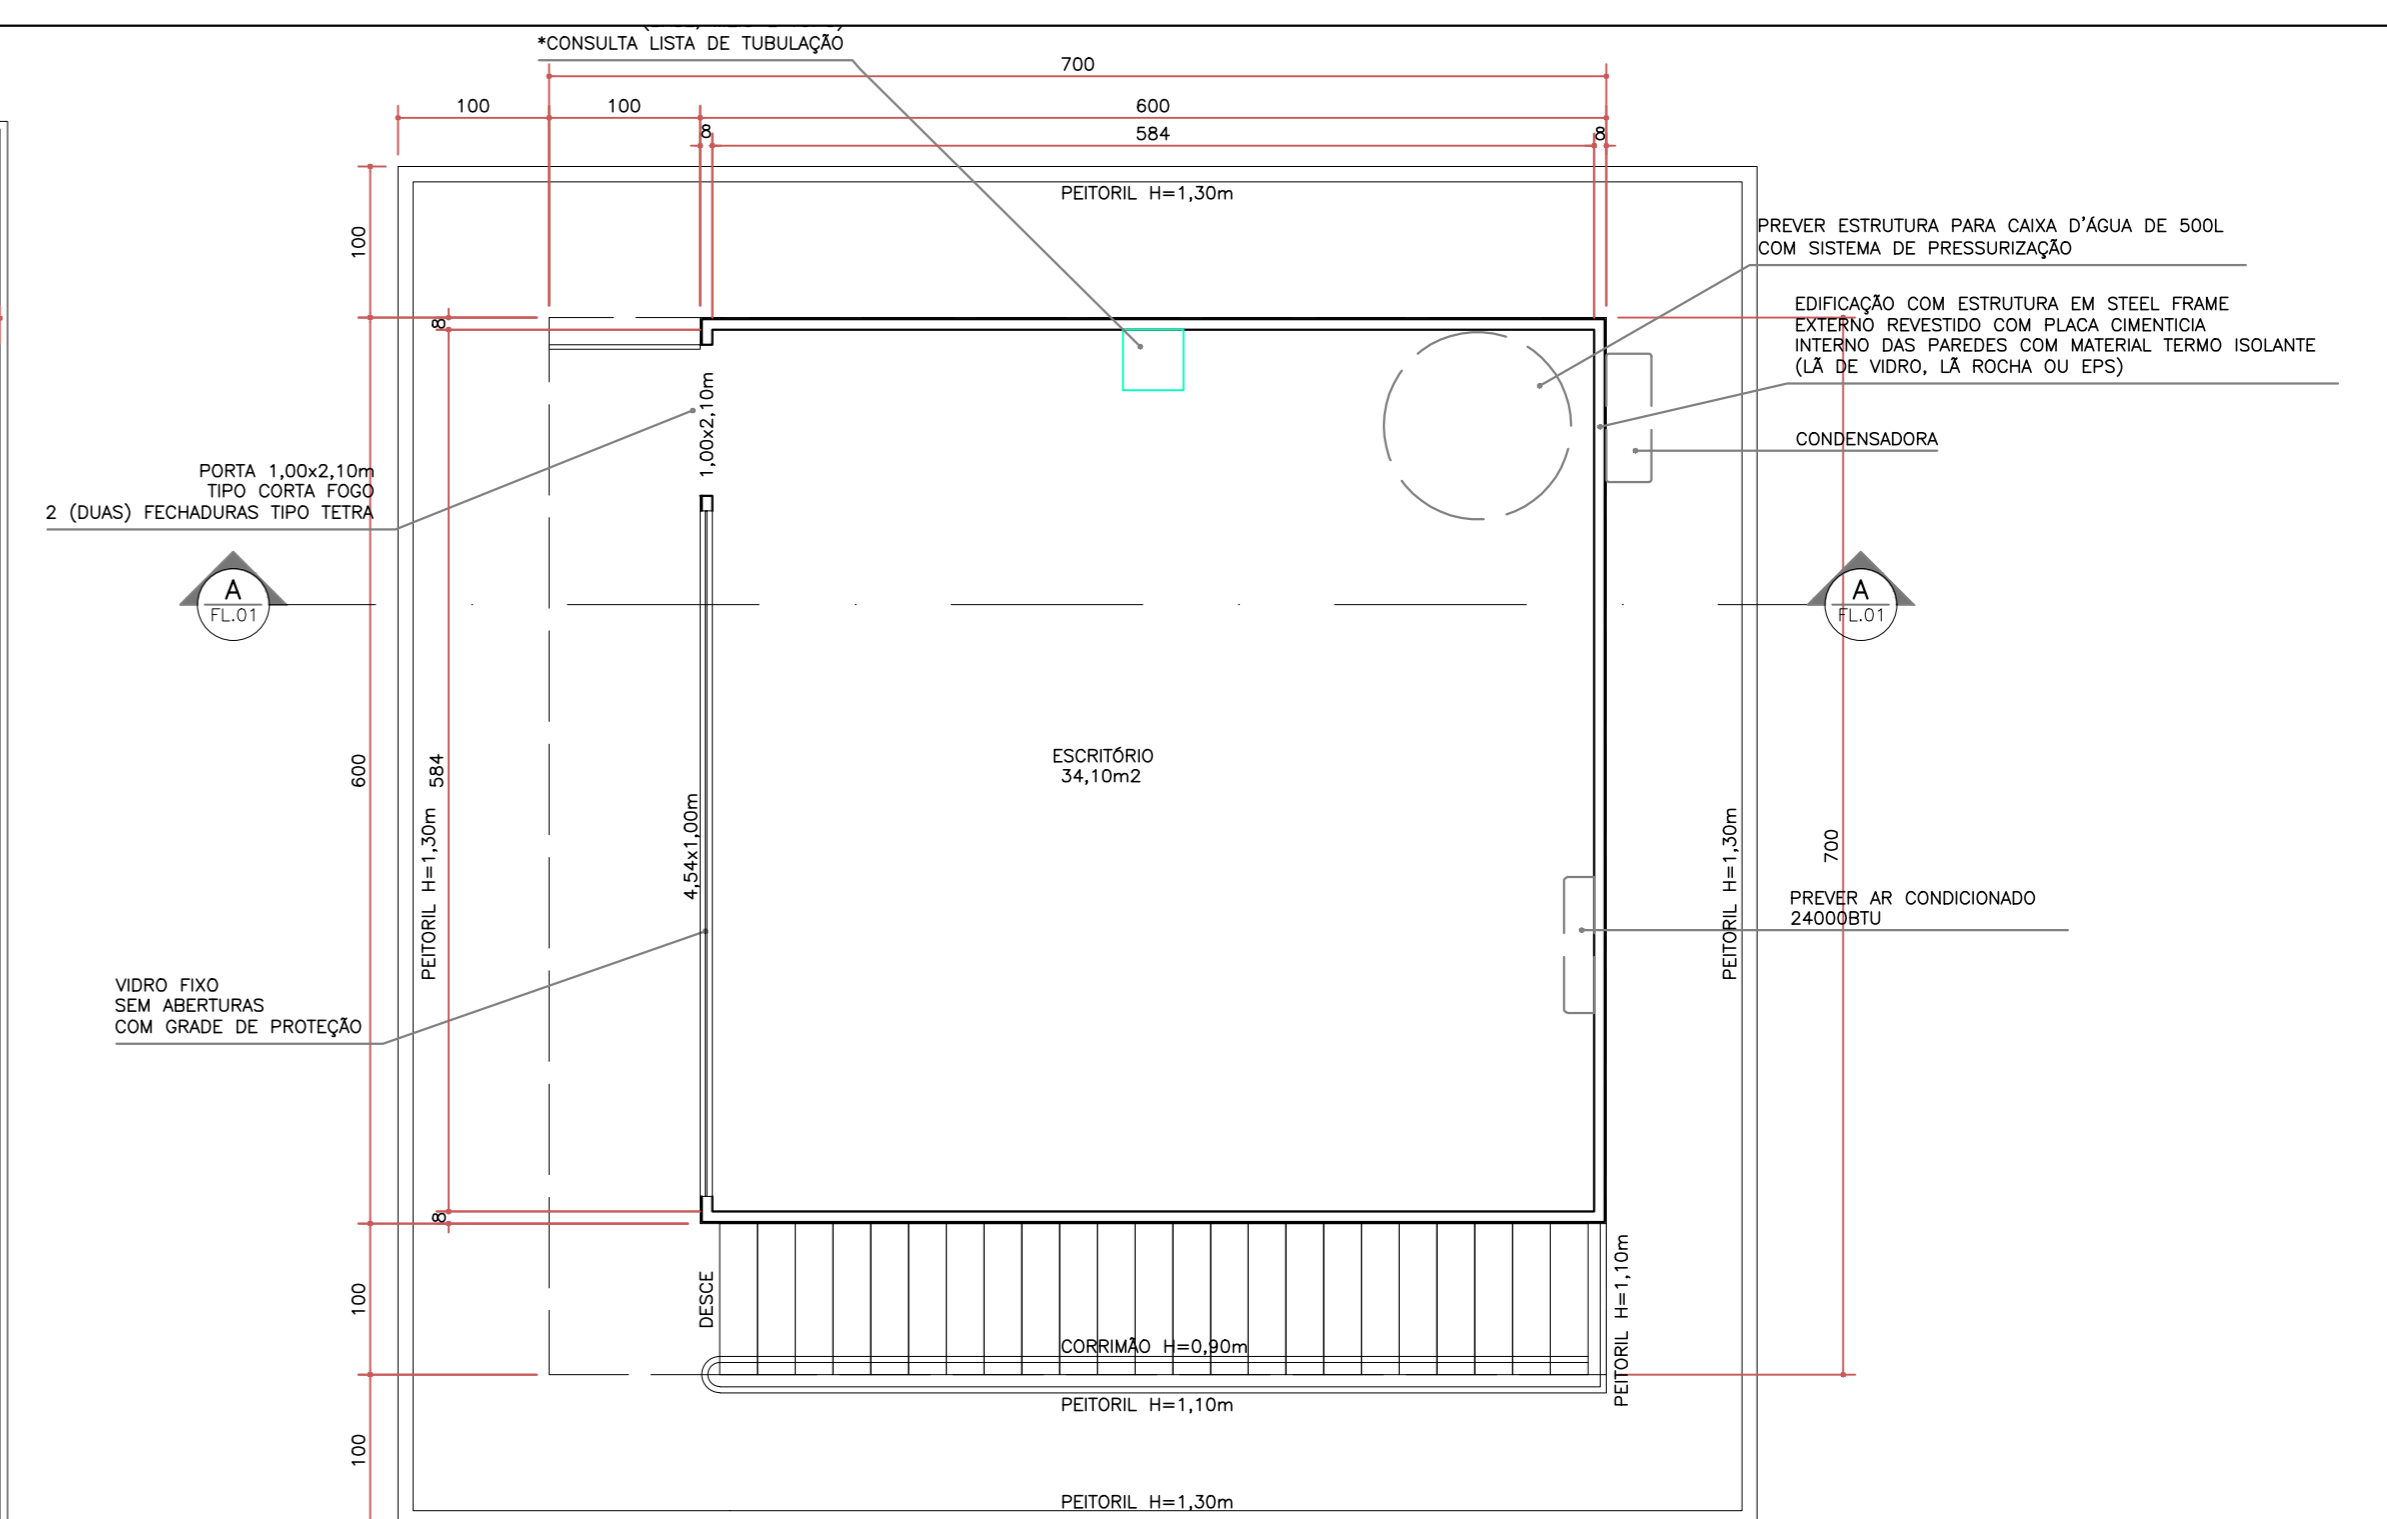 *CONSULTA LISTA DE TUBULAÇÃO
700
100
100
600
8
584
8
PEITORIL H=1,30m
100
PREVER ESTRUTURA PARA CAIXA D'ÁGUA DE 500L
COM SISTEMA DE PRESSURIZAÇÃO
EDIFICAÇÃO COM ESTRUTURA EM STEEL FRAME
EXTERNO REVESTIDO COM PLACA CIMENTICIA
INTERNO DAS PAREDES COM MATERIAL TERMO ISOLANTE
(LÃ DE VIDRO, LÃ ROCHA OU EPS)
8
1,00x2,10m
CONDENSADORA
PORTA 1,00x2,10m
TIPO CORTA FOGO
2 (DUAS) FECHADURAS TIPO TETRA
A
FL.01
A
FL.01
ESCRITÓRIO
34,10m2
600
584
PEITORIL H=1,30m
4,54x1,00m
PEITORIL H=1,30m
700
PREVER AR CONDICIONADO
24000BTU
VIDRO FIXO
SEM ABERTURAS
COM GRADE DE PROTEÇÃO
8
100
DESCE
CORRIMÃO H=0,90m
PEITORIL H=1,10m
PEITORIL H=1,10m
100
PEITORIL H=1,30m